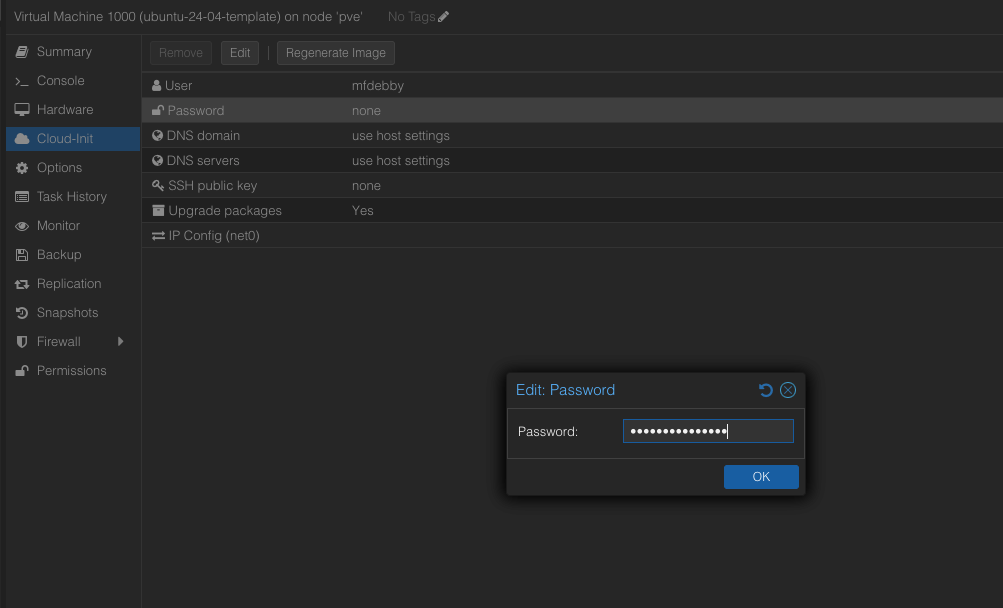 Virtual Machine 1000 (ubuntu-24-04-template) on node 'pve' No Tags
Summary
Console
Hardware
Cloud-Init
Options
Task History
Monitor
Backup
Replication
Snapshots
Firewall
Permissions
Remove Edit | Regenerate Image
User mfdebby
Password none
DNS domain use host settings
DNS servers use host settings
SSH public key none
Upgrade packages Yes
IP Config (net0)
Edit: Password
Password: •••••••••••••••
OK